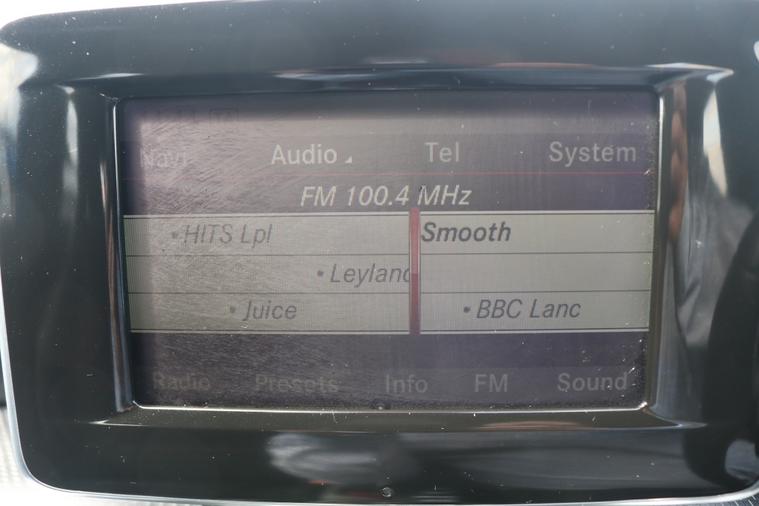 TA
Navi Audio Tel System
FM 100.4 MHz
• HITS Lpl Smooth
• Leyland
• Juice • BBC Lanc
Radio Presets Info FM Sound